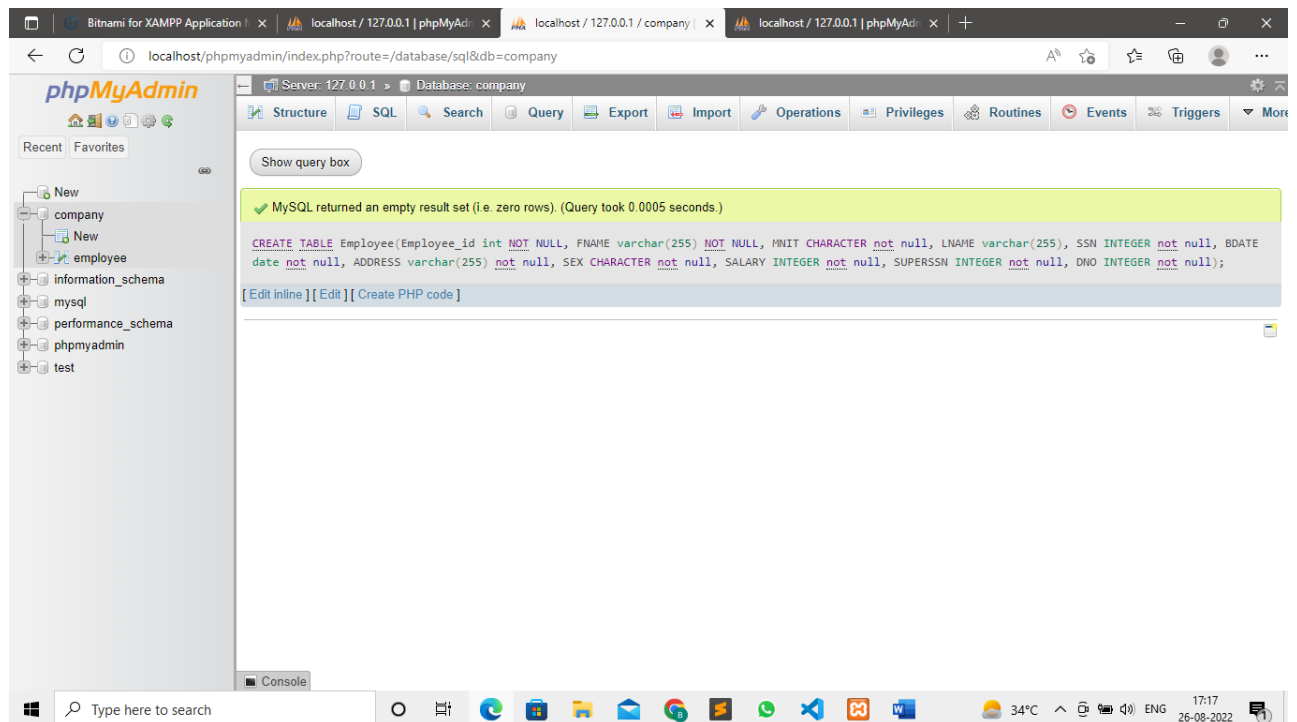 Bitnami for XAMPP Application localhost / 127.0.0.1 | phpMyAdm localhost / 127.0.0.1 / company | localhost / 127.0.0.1 | phpMyAdm
localhost/phpmyadmin/index.php?route=/database/sql&db=company
phpMyAdmin
Recent Favorites
New
company
New
employee
information_schema
mysql
performance_schema
phpmyadmin
test
Server: 127.0.0.1 » Database: company
Structure SQL Search Query Export Import Operations Privileges Routines Events Triggers More
Show query box
MySQL returned an empty result set (i.e. zero rows). (Query took 0.0005 seconds.)
CREATE TABLE Employee(Employee_id int NOT NULL, FNAME varchar(255) NOT NULL, MNIT CHARACTER not null, LNAME varchar(255), SSN INTEGER not null, BDATE
date not null, ADDRESS varchar(255) not null, SEX CHARACTER not null, SALARY INTEGER not null, SUPERSSN INTEGER not null, DNO INTEGER not null);
[ Edit inline ] [ Edit ] [ Create PHP code ]
Console
Type here to search
34°C ENG 17:17
26-08-2022